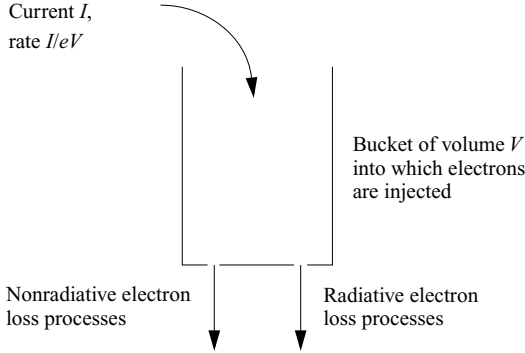 Current I,
rate I/eV
Bucket of volume V
into which electrons
are injected
Nonradiative electron
loss processes
Radiative electron
loss processes